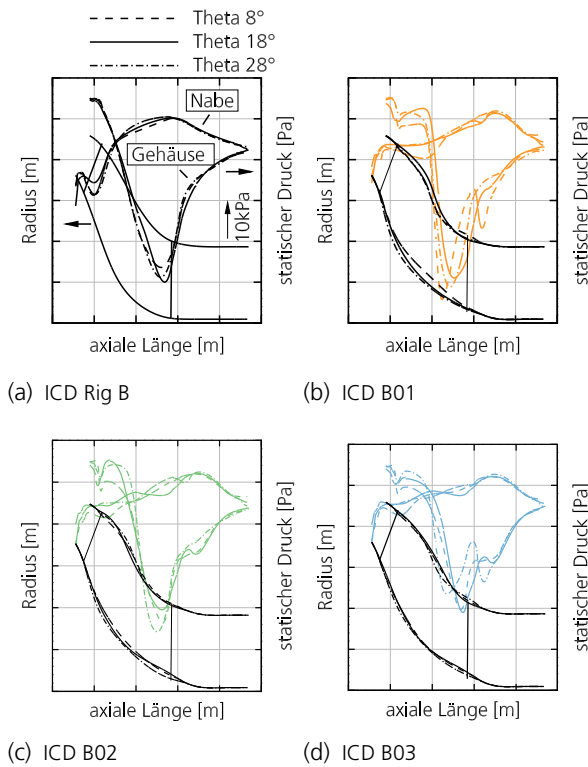 Theta 8°
Theta 18°
Theta 28°
Nabe
Gehäuse
10kPa
Radius [m]
statischer Druck [Pa]
axiale Länge [m]
(a) ICD Rig B
Radius [m]
statischer Druck [Pa]
axiale Länge [m]
(b) ICD B01
Radius [m]
statischer Druck [Pa]
axiale Länge [m]
(c) ICD B02
Radius [m]
statischer Druck [Pa]
axiale Länge [m]
(d) ICD B03